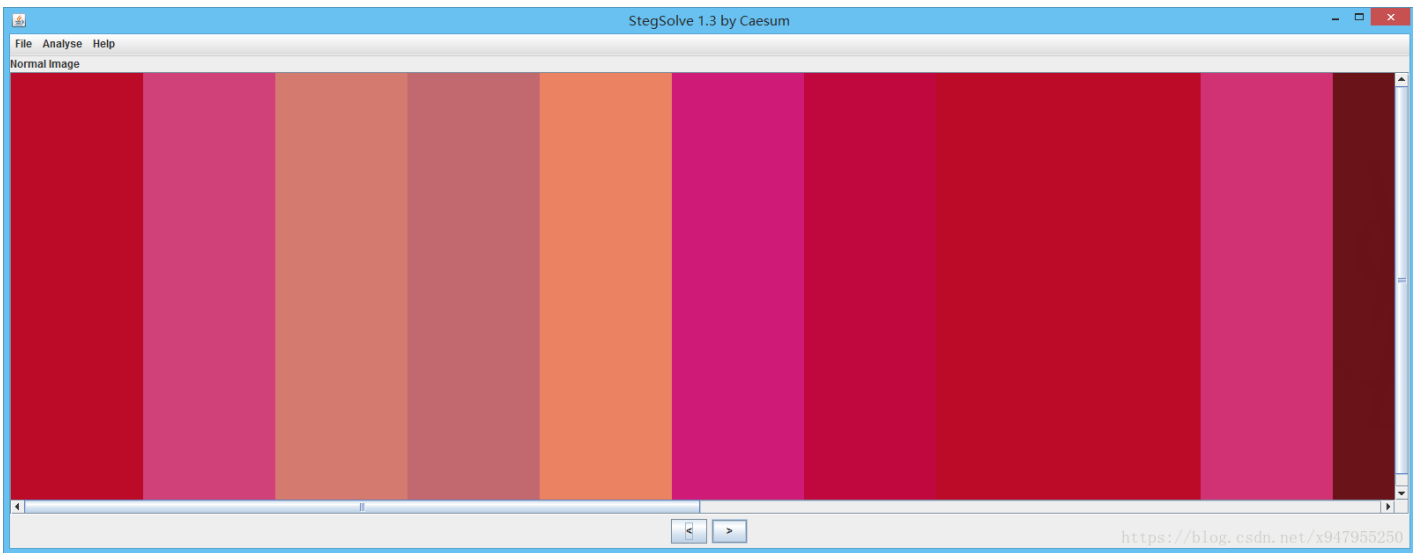 StegSolve 1.3 by Caesum
File Analyse Help
Normal Image
< >
https://blog.csdn.net/x947955250